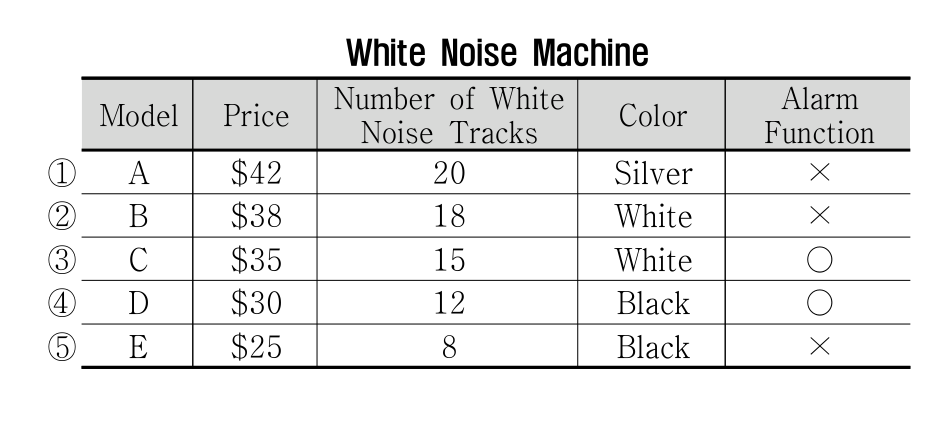 White Noise Machine
Model Price Number of White Noise Tracks Color Alarm Function
① A $42 20 Silver ×
② B $38 18 White ×
③ C $35 15 White ○
④ D $30 12 Black ○
⑤ E $25 8 Black ×